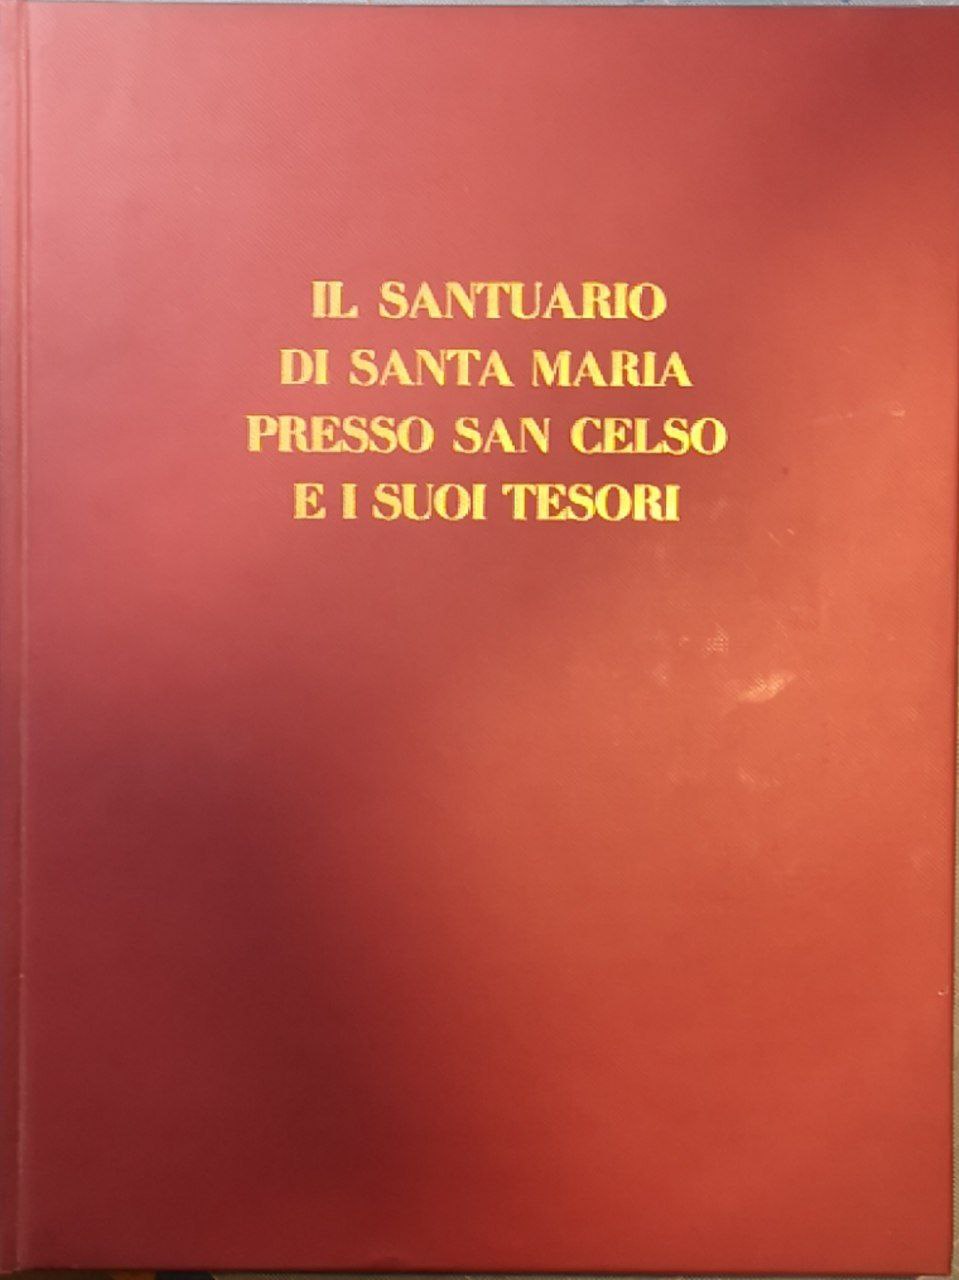 IL SANTUARIO
DI SANTA MARIA
PRESSO SAN CELSO
E I SUOI TESORI